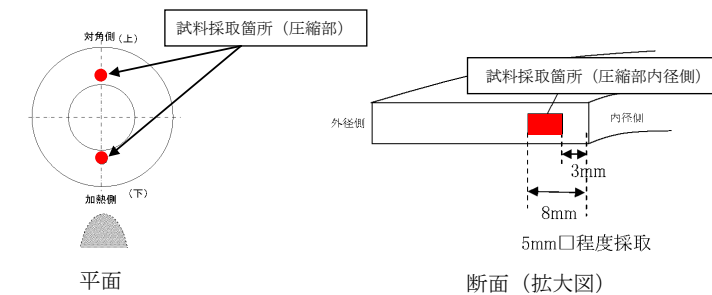 試料採取箇所（圧縮部）
対角側（上）
加熱側
（下）
平面
試料採取箇所（圧縮部内径側）
外径側
内径側
3mm
8mm
5mm□程度採取
断面（拡大図）